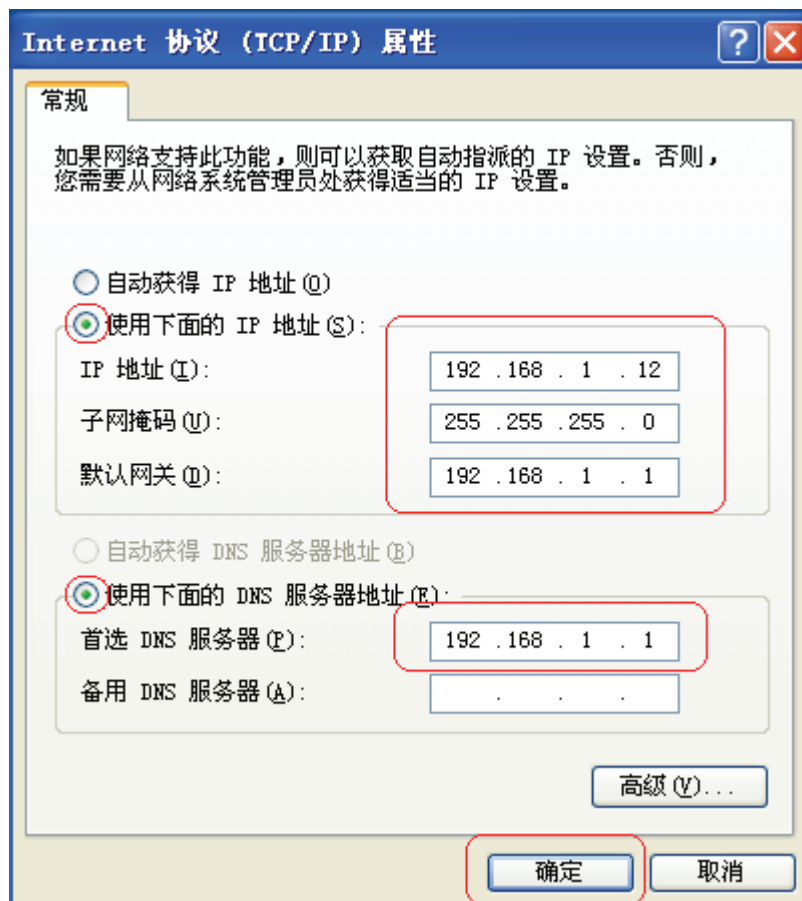 Internet 协议 (TCP/IP) 属性
常规
如果网络支持此功能，则可以获取自动指派的 IP 设置。否则，
您需要从网络系统管理员处获得适当的 IP 设置。
自动获得 IP 地址(O)
使用下面的 IP 地址(S):
IP 地址(I): 192 .168 . 1 . 12
子网掩码(U): 255 .255 .255 . 0
默认网关(D): 192 .168 . 1 . 1
自动获得 DNS 服务器地址(B)
使用下面的 DNS 服务器地址(E):
首选 DNS 服务器(P): 192 .168 . 1 . 1
备用 DNS 服务器(A): . . .
高级(V)...
确定 取消